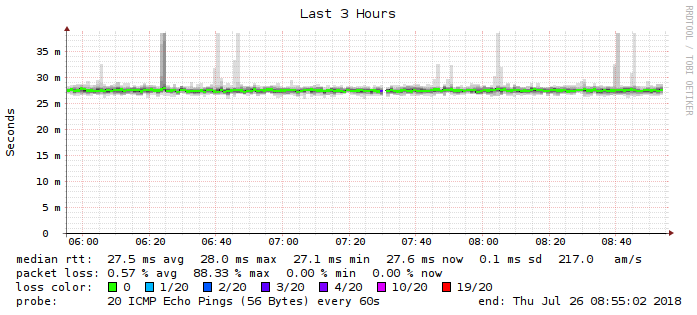 Last 3 Hours
RRDTOOL / TOBI OETIKER
Seconds
35 m
30 m
25 m
20 m
15 m
10 m
5 m
0
06:00 06:20 06:40 07:00 07:20 07:40 08:00 08:20 08:40
median rtt: 27.5 ms avg 28.0 ms max 27.1 ms min 27.6 ms now 0.1 ms sd 217.0 am/s
packet loss: 0.57 % avg 88.33 % max 0.00 % min 0.00 % now
loss color: 0 1/20 2/20 3/20 4/20 10/20 19/20
probe: 20 ICMP Echo Pings (56 Bytes) every 60s end: Thu Jul 26 08:55:02 2018